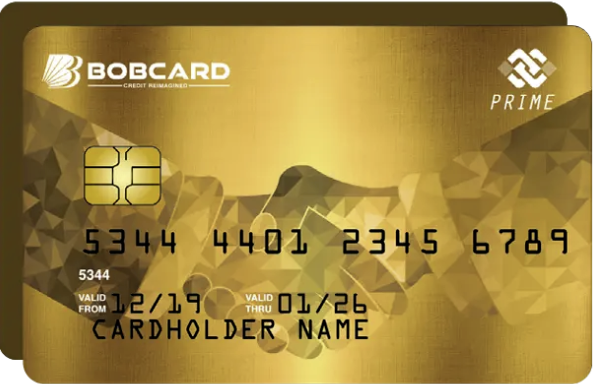 BOBCARD
CREDIT REIMAGINED
PRIME
5344 4401 2345 6789
5344
VALID FROM 12/19 VALID THRU 01/26
CARDHOLDER NAME